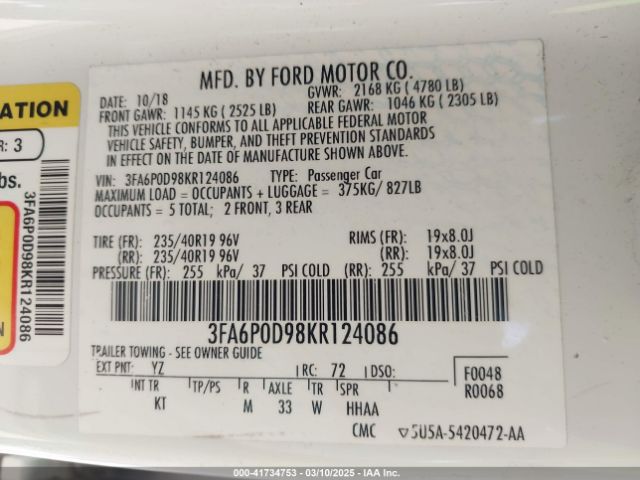 ATION
R: 3
bs.
3FA6P0D98KR124086
N
MFD. BY FORD MOTOR CO.
DATE: 10/18
GVWR: 2168 KG ( 4780 LB)
FRONT GAWR: 1145 KG ( 2525 LB)
REAR GAWR: 1046 KG ( 2305 LB)
THIS VEHICLE CONFORMS TO ALL APPLICABLE FEDERAL MOTOR
VEHICLE SAFETY, BUMPER, AND THEFT PREVENTION STANDARDS
IN EFFECT ON THE DATE OF MANUFACTURE SHOWN ABOVE.
VIN: 3FA6P0D98KR124086 TYPE: Passenger Car
MAXIMUM LOAD = OCCUPANTS + LUGGAGE = 375KG/ 827LB
OCCUPANTS = 5 TOTAL; 2 FRONT, 3 REAR
TIRE (FR): 235/40R19 96V RIMS (FR): 19x8.0J
(RR): 235/40R19 96V (RR): 19x8.0J
PRESSURE (FR): 255 kPa/ 37 PSI COLD (RR): 255 kPa/ 37 PSI COLD
3FA6P0D98KR124086
TRAILER TOWING - SEE OWNER GUIDE
EXT PNT: YZ RC: 72 DSO: F0048
INT TR TP/PS R AXLE TR SPR R0068
KT M 33 W HHAA
CMC ▽5U5A-5420472-AA
000-41734753 — 03/10/2025 — IAA Inc.